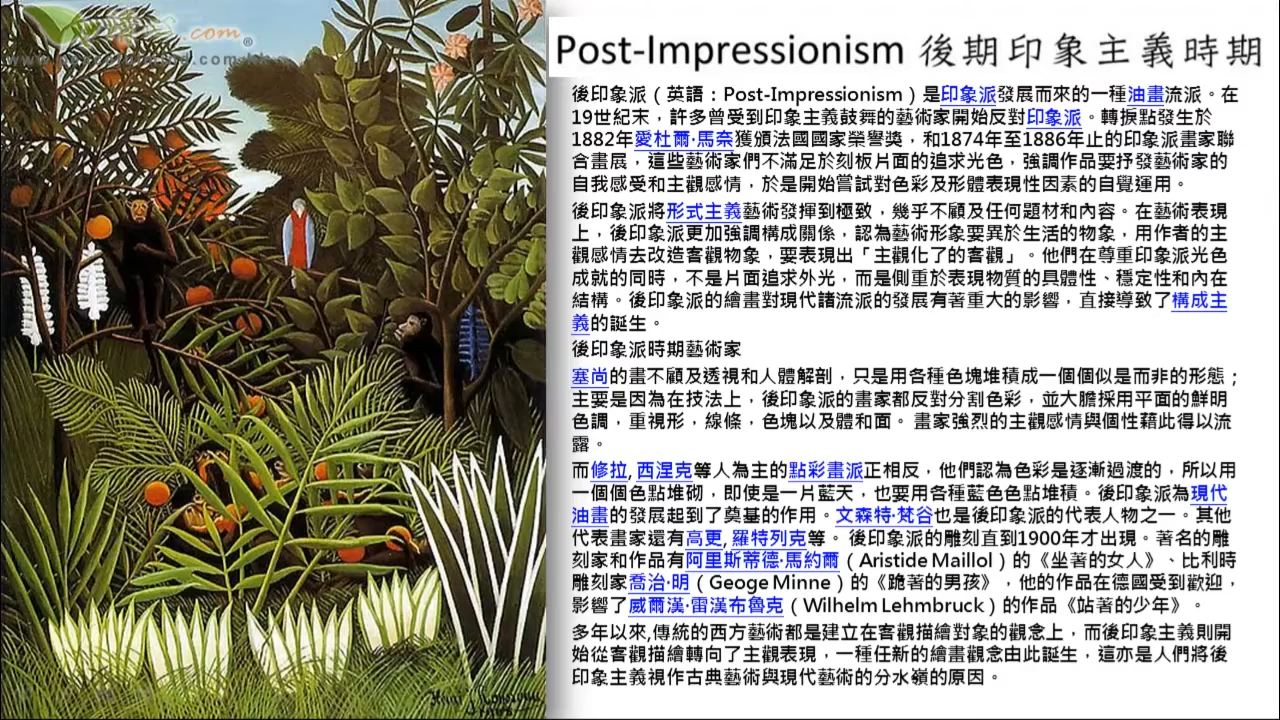 .com®
Post-Impressionism 後期印象主義時期
後印象派（英語：Post-Impressionism）是印象派發展而來的一種油畫流派。在
19世紀末，許多曾受到印象主義鼓舞的藝術家開始反對印象派。轉捩點發生於
1882年愛杜爾·馬奈獲頒法國國家榮譽獎，和1874年至1886年止的印象派畫家聯
合畫展，這些藝術家們不滿足於刻板片面的追求光色，強調作品要抒發藝術家的
自我感受和主觀感情，於是開始嘗試對色彩及形體表現性因素的自覺運用。
後印象派將形式主義藝術發揮到極致，幾乎不顧及任何題材和內容。在藝術表現
上，後印象派更加強調構成關係，認為藝術形象要異於生活的物象，用作者的主
觀感情去改造客觀物象，要表現出「主觀化了的客觀」。他們在尊重印象派光色
成就的同時，不是片面追求外光，而是側重於表現物質的具體性、穩定性和內在
結構。後印象派的繪畫對現代諸流派的發展有著重大的影響，直接導致了構成主
義的誕生。
後印象派時期藝術家
塞尚的畫不顧及透視和人體解剖，只是用各種色塊堆積成一個個似是而非的形態；
主要是因為在技法上，後印象派的畫家都反對分割色彩，並大膽採用平面的鮮明
色調，重視形，線條，色塊以及體和面。 畫家強烈的主觀感情與個性藉此得以流
露。
而修拉, 西涅克等人為主的點彩畫派正相反，他們認為色彩是逐漸過渡的，所以用
一個個色點堆砌，即使是一片藍天，也要用各種藍色色點堆積。後印象派為現代
油畫的發展起到了奠基的作用。文森特·梵谷也是後印象派的代表人物之一。其他
代表畫家還有高更, 羅特列克等。 後印象派的雕刻直到1900年才出現。著名的雕
刻家和作品有阿里斯蒂德·馬約爾（Aristide Maillol）的《坐著的女人》、比利時
雕刻家喬治·明（Geoge Minne）的《跪著的男孩》，他的作品在德國受到歡迎，
影響了威爾漢·雷漢布魯克（Wilhelm Lehmbruck）的作品《站著的少年》。
多年以來,傳統的西方藝術都是建立在客觀描繪對象的觀念上，而後印象主義則開
始從客觀描繪轉向了主觀表現，一種任新的繪畫觀念由此誕生，這亦是人們將後
印象主義視作古典藝術與現代藝術的分水嶺的原因。